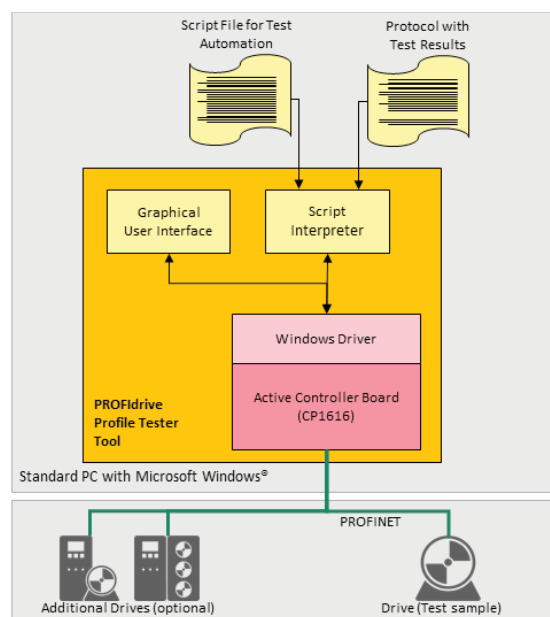 Script File for Test
Automation
Protocol with
Test Results
Graphical
User Interface
Script
Interpreter
Windows Driver
Active Controller Board
(CP1616)
PROFIdrive
Profile Tester
Tool
Standard PC with Microsoft Windows®
PROFINET
Additional Drives (optional)
Drive (Test sample)